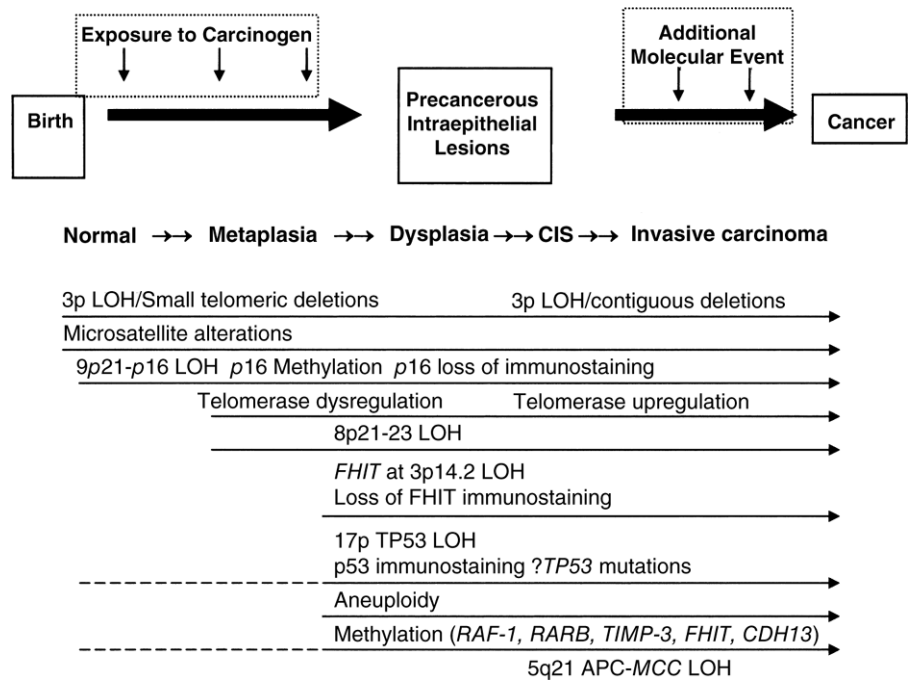 Exposure to Carcinogen
Additional
Molecular Event
Birth
Precancerous
Intraepithelial
Lesions
Cancer
Normal →→ Metaplasia →→ Dysplasia →→ CIS →→ Invasive carcinoma
3p LOH/Small telomeric deletions 3p LOH/contiguous deletions
Microsatellite alterations
9p21-p16 LOH p16 Methylation p16 loss of immunostaining
Telomerase dysregulation Telomerase upregulation
8p21-23 LOH
FHIT at 3p14.2 LOH
Loss of FHIT immunostaining
17p TP53 LOH
p53 immunostaining ?TP53 mutations
Aneuploidy
Methylation (RAF-1, RARB, TIMP-3, FHIT, CDH13)
5q21 APC-MCC LOH